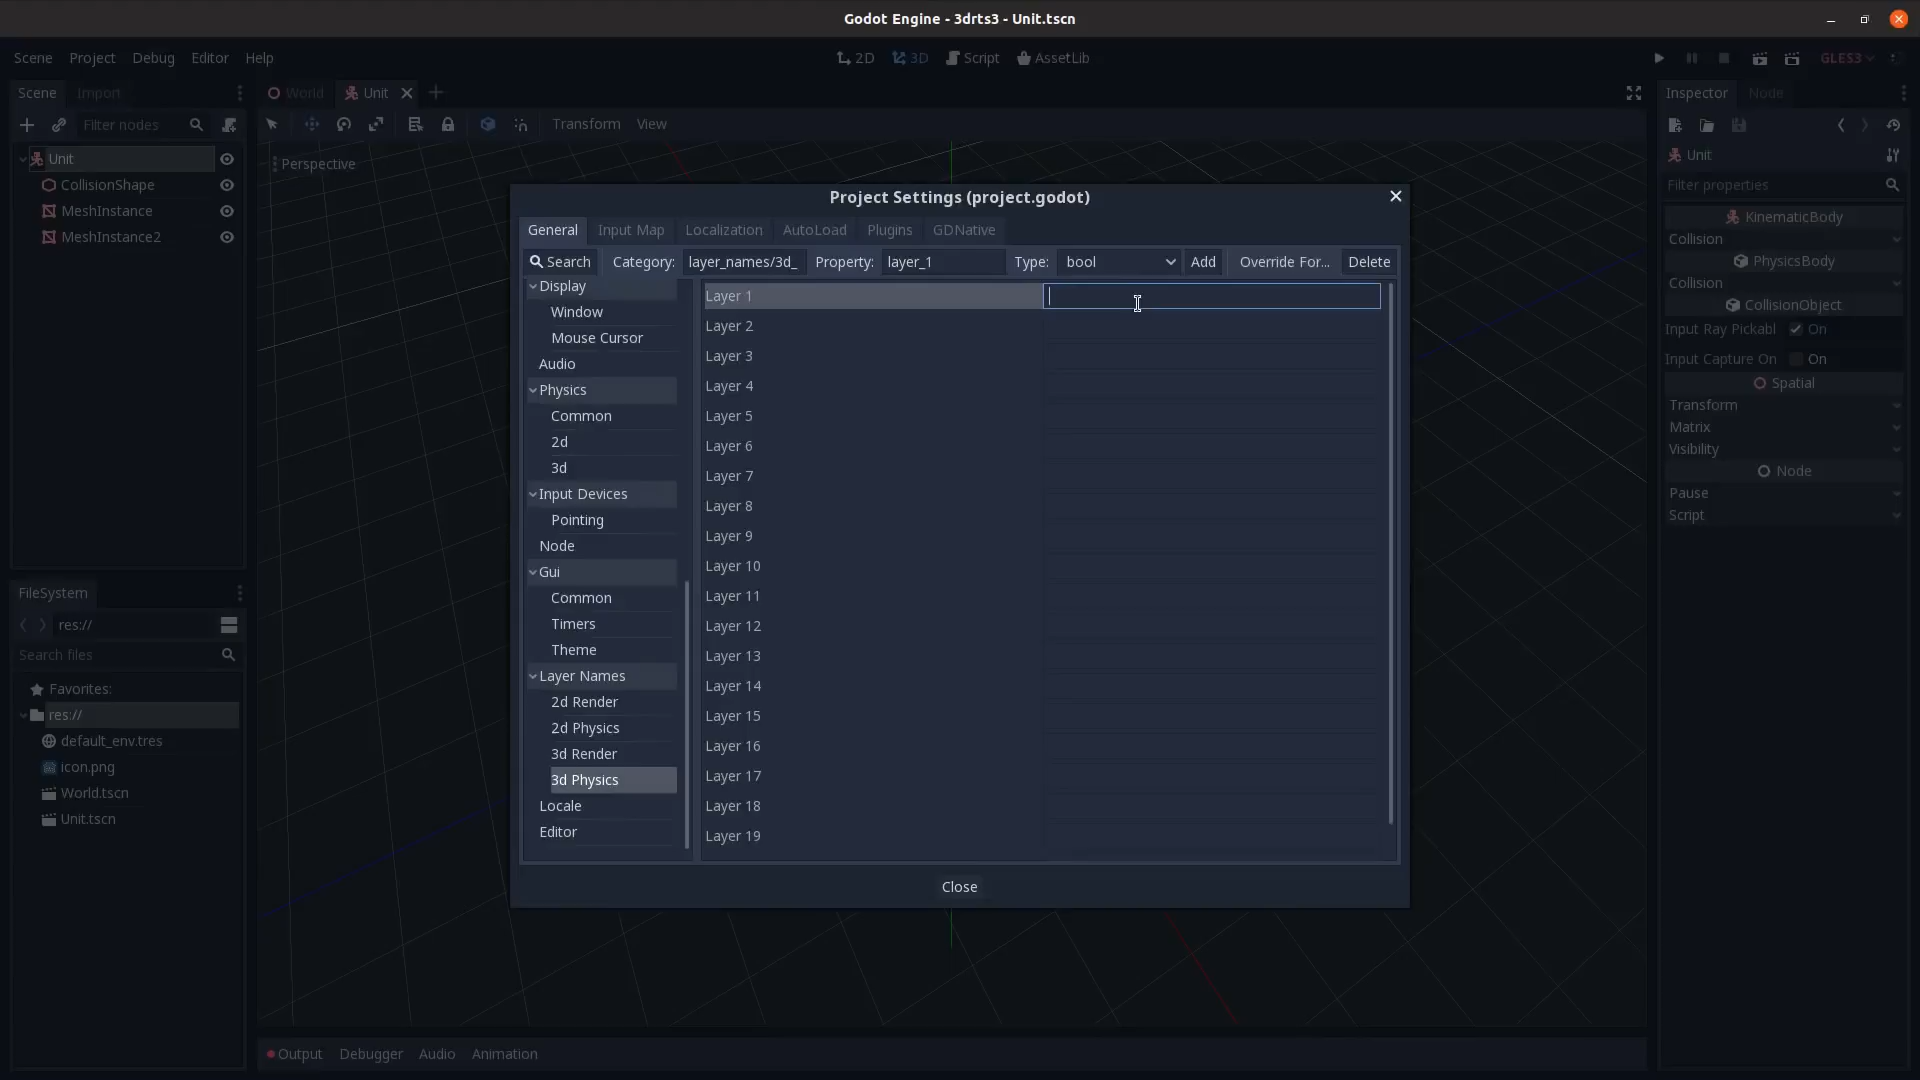 Godot Engine - 3drts3 - Unit.tscn
Scene Project Debug Editor Help
2D 3D Script AssetLib
GLES3
Scene Import
World Unit
Inspector Node
Filter nodes
Transform View
Unit
CollisionShape
MeshInstance
MeshInstance2
Perspective
Project Settings (project.godot)
General Input Map Localization AutoLoad Plugins GDNative
Search Category: layer_names/3d_ Property: layer_1 Type: bool Add Override For... Delete
Display
Window
Mouse Cursor
Audio
Physics
Common
2d
3d
Input Devices
Pointing
Node
Gui
Common
Timers
Theme
Layer Names
2d Render
2d Physics
3d Render
3d Physics
Locale
Editor
Layer 1
Layer 2
Layer 3
Layer 4
Layer 5
Layer 6
Layer 7
Layer 8
Layer 9
Layer 10
Layer 11
Layer 12
Layer 13
Layer 14
Layer 15
Layer 16
Layer 17
Layer 18
Layer 19
Close
Unit
Filter properties
KinematicBody
Collision
PhysicsBody
Collision
CollisionObject
Input Ray Pickabl On
Input Capture On On
Spatial
Transform
Matrix
Visibility
Node
Pause
Script
FileSystem
res://
Search files
Favorites:
res://
default_env.tres
icon.png
World.tscn
Unit.tscn
Output Debugger Audio Animation